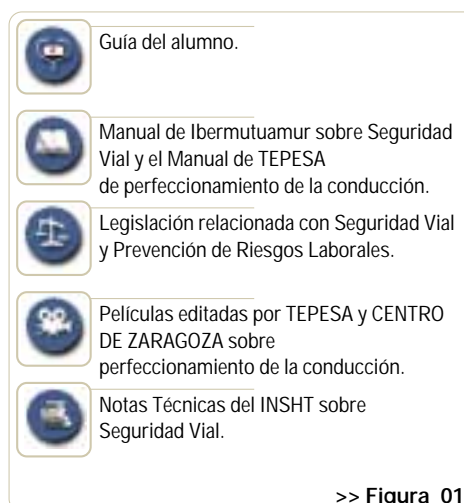 Guía del alumno.
Manual de Ibermutuamur sobre Seguridad
Vial y el Manual de TEPESA
de perfeccionamiento de la conducción.
Legislación relacionada con Seguridad Vial
y Prevención de Riesgos Laborales.
Películas editadas por TEPESA y CENTRO
DE ZARAGOZA sobre
perfeccionamiento de la conducción.
Notas Técnicas del INSHT sobre
Seguridad Vial.
>> Figura 01